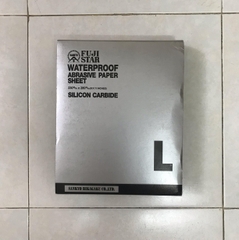 FUJI
STAR
WATERPROOF
ABRASIVE PAPER
SHEET
SILICON CARBIDE
L